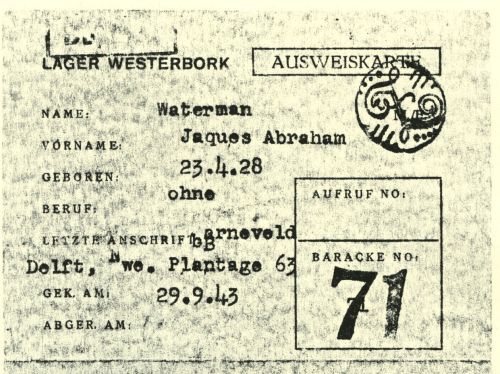 LAGER WESTERBORK
AUSWEISKARTE
NAME: Waterman
VORNAME: Jaques Abraham
GEBOREN: 23.4.28
BERUF: ohne
LETZTE ANSCHRIFT: arneveld
Delft, Nwe. Plantage 63
GEK. AM: 29.9.43
ABGER. AM:
AUFRUF NO:
BARACKE NO:
71